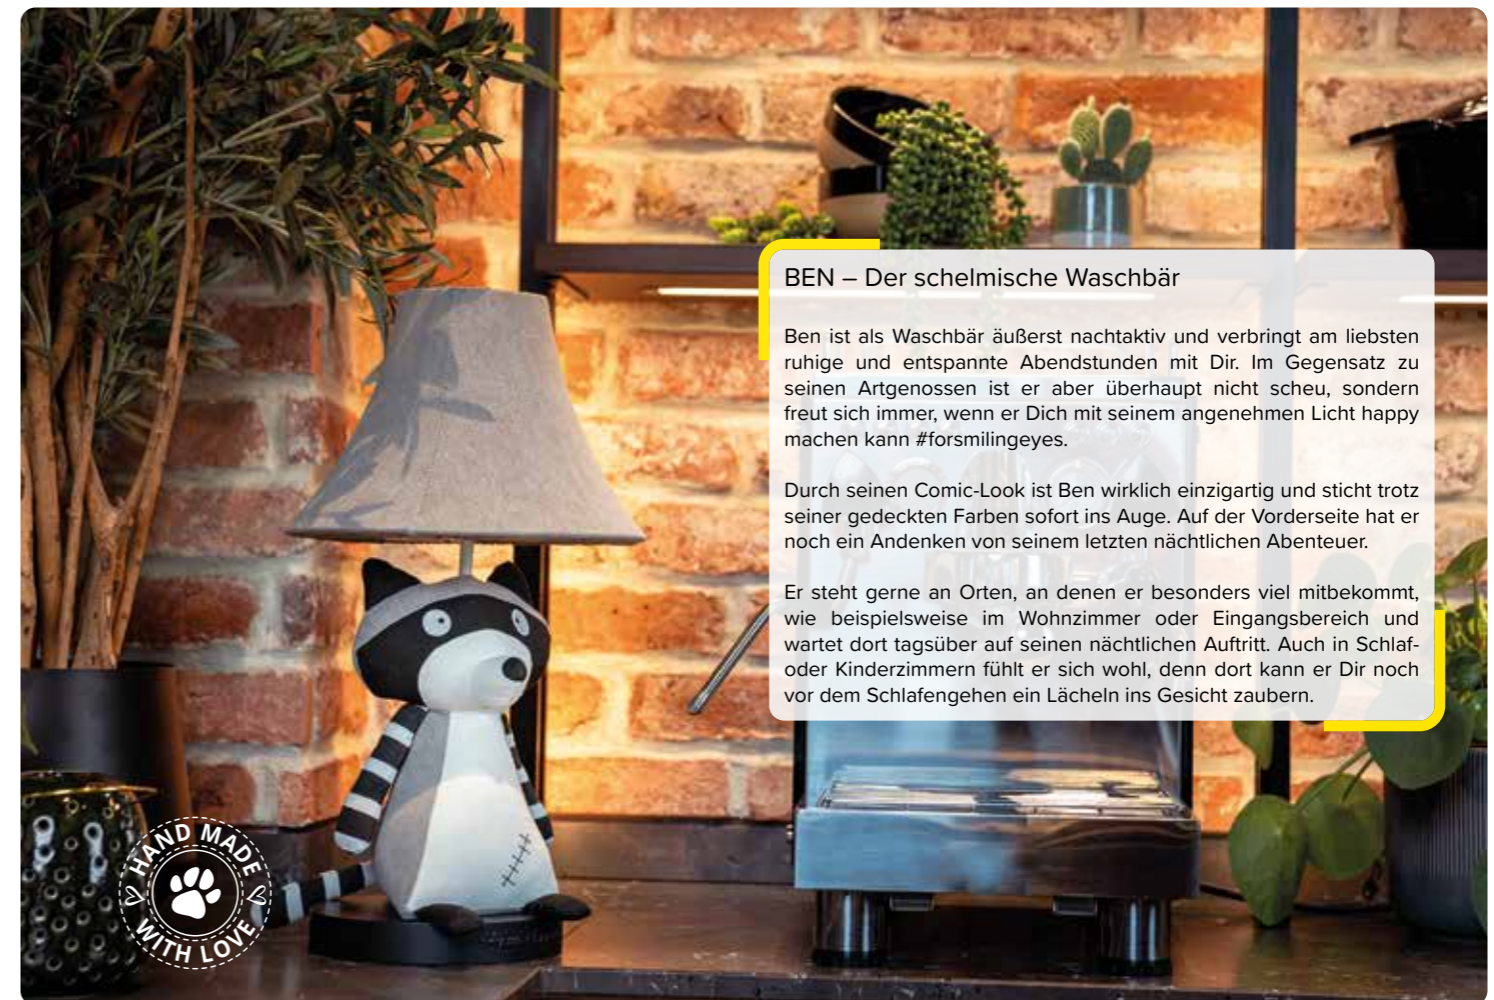 BEN – Der schelmische Waschbär
Ben ist als Waschbär äußerst nachtaktiv und verbringt am liebsten
ruhige und entspannte Abendstunden mit Dir. Im Gegensatz zu
seinen Artgenossen ist er aber überhaupt nicht scheu, sondern
freut sich immer, wenn er Dich mit seinem angenehmen Licht happy
machen kann #forsmilingeyes.
Durch seinen Comic-Look ist Ben wirklich einzigartig und sticht trotz
seiner gedeckten Farben sofort ins Auge. Auf der Vorderseite hat er
noch ein Andenken von seinem letzten nächtlichen Abenteuer.
Er steht gerne an Orten, an denen er besonders viel mitbekommt,
wie beispielsweise im Wohnzimmer oder Eingangsbereich und
wartet dort tagsüber auf seinen nächtlichen Auftritt. Auch in Schlaf-
oder Kinderzimmern fühlt er sich wohl, denn dort kann er Dir noch
vor dem Schlafengehen ein Lächeln ins Gesicht zaubern.
HAND MADE
WITH LOVE